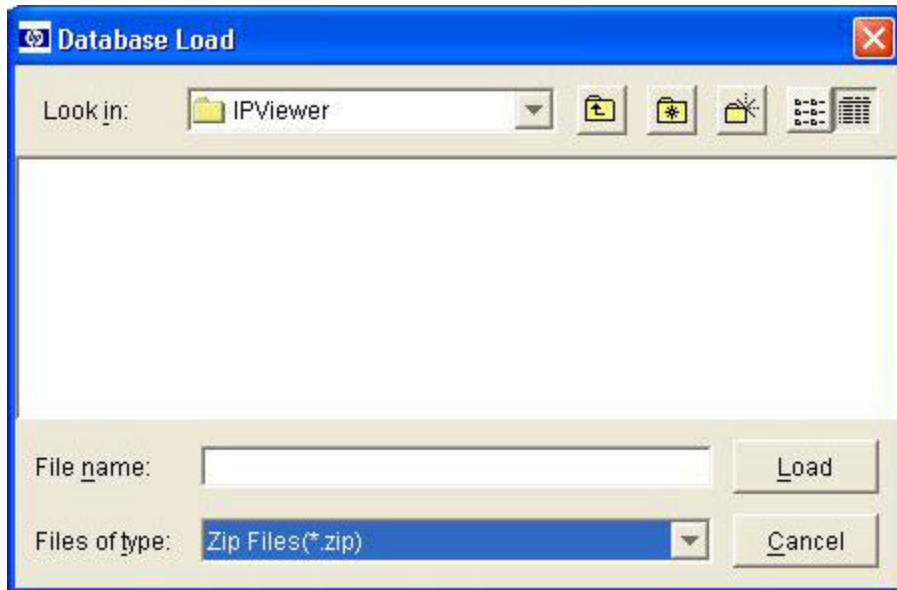 Database Load
Look in:
IPViewer
File name:
Load
Files of type:
Zip Files(*.zip)
Cancel